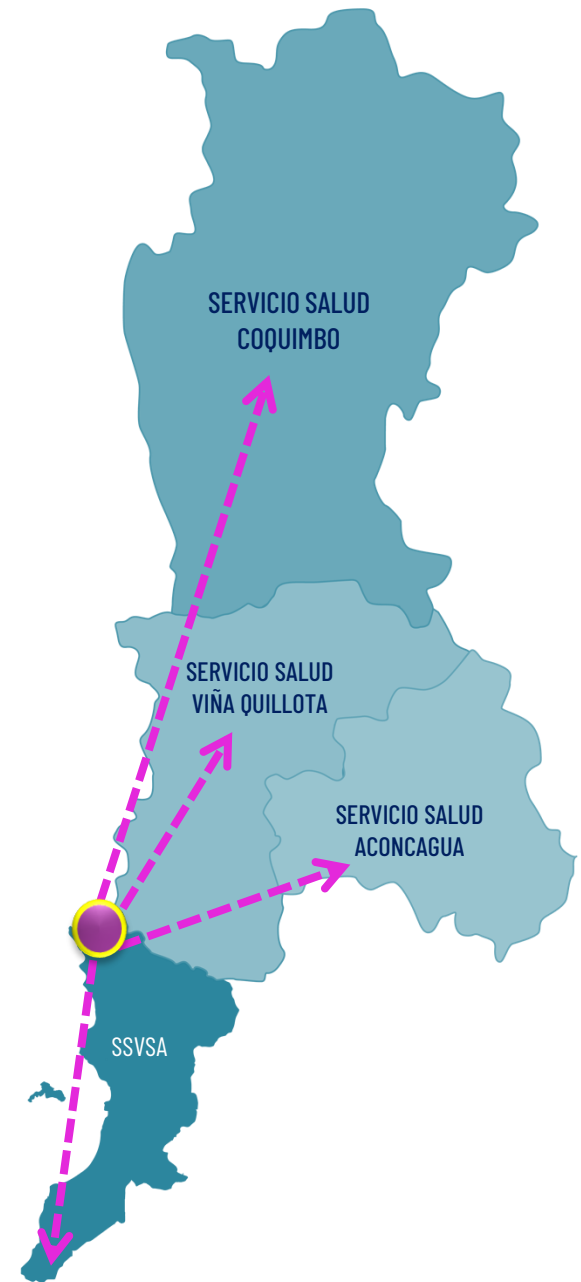 SERVICIO SALUD
COQUIMBO
SERVICIO SALUD
VIÑA QUILLOTA
SERVICIO SALUD
ACONCAGUA
SSVSA